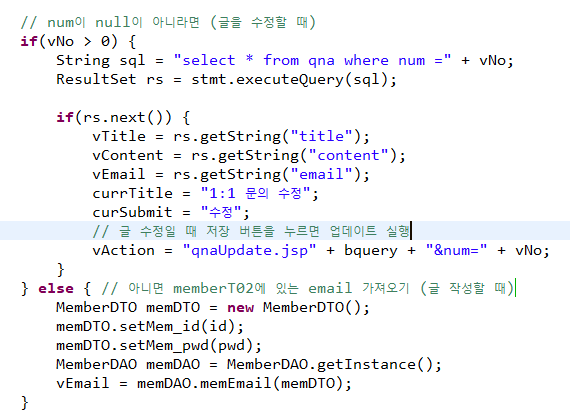 // num이 null이 아니라면 (글을 수정할 때)
if(vNo > 0) {
    String sql = "select * from qna where num =" + vNo;
    ResultSet rs = stmt.executeQuery(sql);

    if(rs.next()) {
        vTitle = rs.getString("title");
        vContent = rs.getString("content");
        vEmail = rs.getString("email");
        currTitle = "1:1 문의 수정";
        curSubmit = "수정";
        // 글 수정일 때 저장 버튼을 누르면 업데이트 실행
        vAction = "qnaUpdate.jsp" + bquery + "&num=" + vNo;
    }
} else { // 아니면 memberT02에 있는 email 가져오기 (글 작성할 때)
    MemberDTO memDTO = new MemberDTO();
    memDTO.setMem_id(id);
    memDTO.setMem_pwd(pwd);
    MemberDAO memDAO = MemberDAO.getInstance();
    vEmail = memDAO.memEmail(memDTO);
}